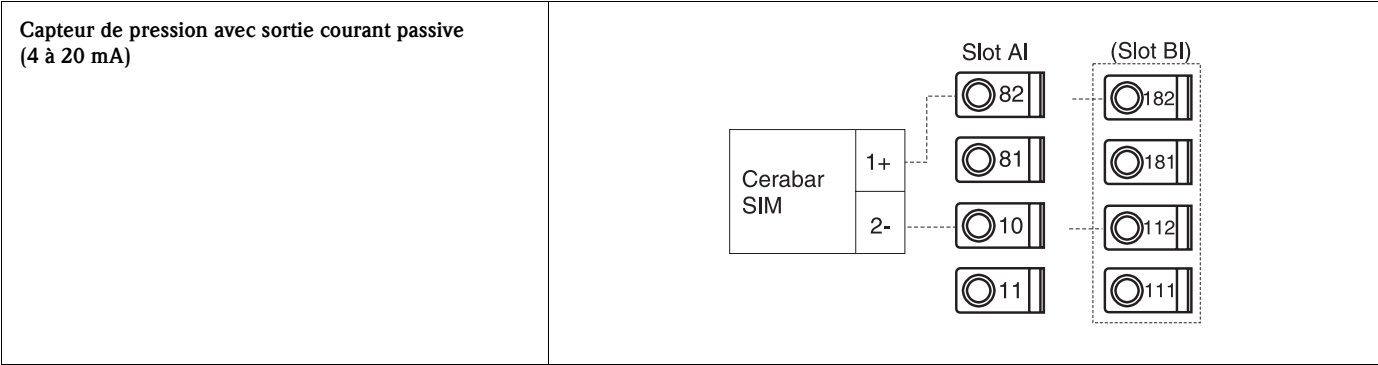 Capteur de pression avec sortie courant passive
(4 à 20 mA)
Slot AI
(Slot BI)
82
182
81
181
Cerabar
SIM
1+
2-
10
112
11
111